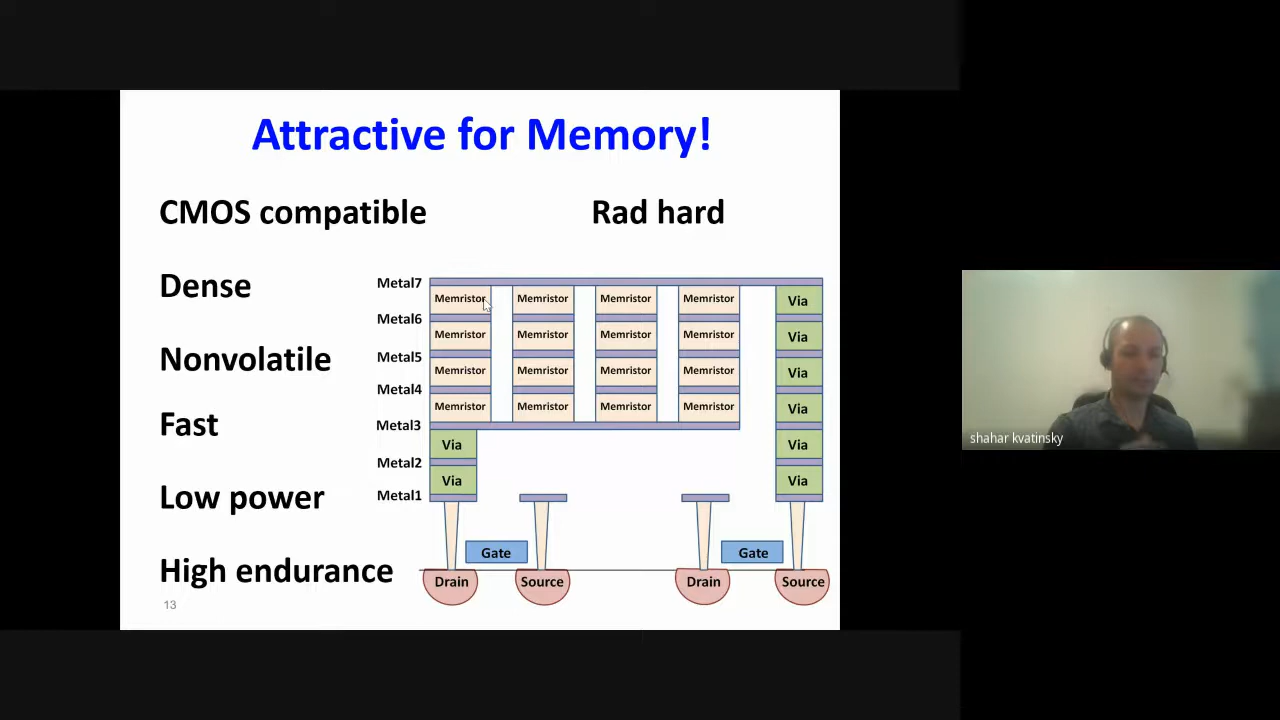 Attractive for Memory!
CMOS compatible
Rad hard
Dense
Nonvolatile
Fast
Low power
High endurance
Metal7
Memristor Memristor Memristor Memristor Via
Metal6
Memristor Memristor Memristor Memristor Via
Metal5
Memristor Memristor Memristor Memristor Via
Metal4
Memristor Memristor Memristor Memristor Via
Metal3
Via Via
Metal2
Via Via
Metal1
Gate Gate
Drain Source Drain Source
13
shahar kvatinsky